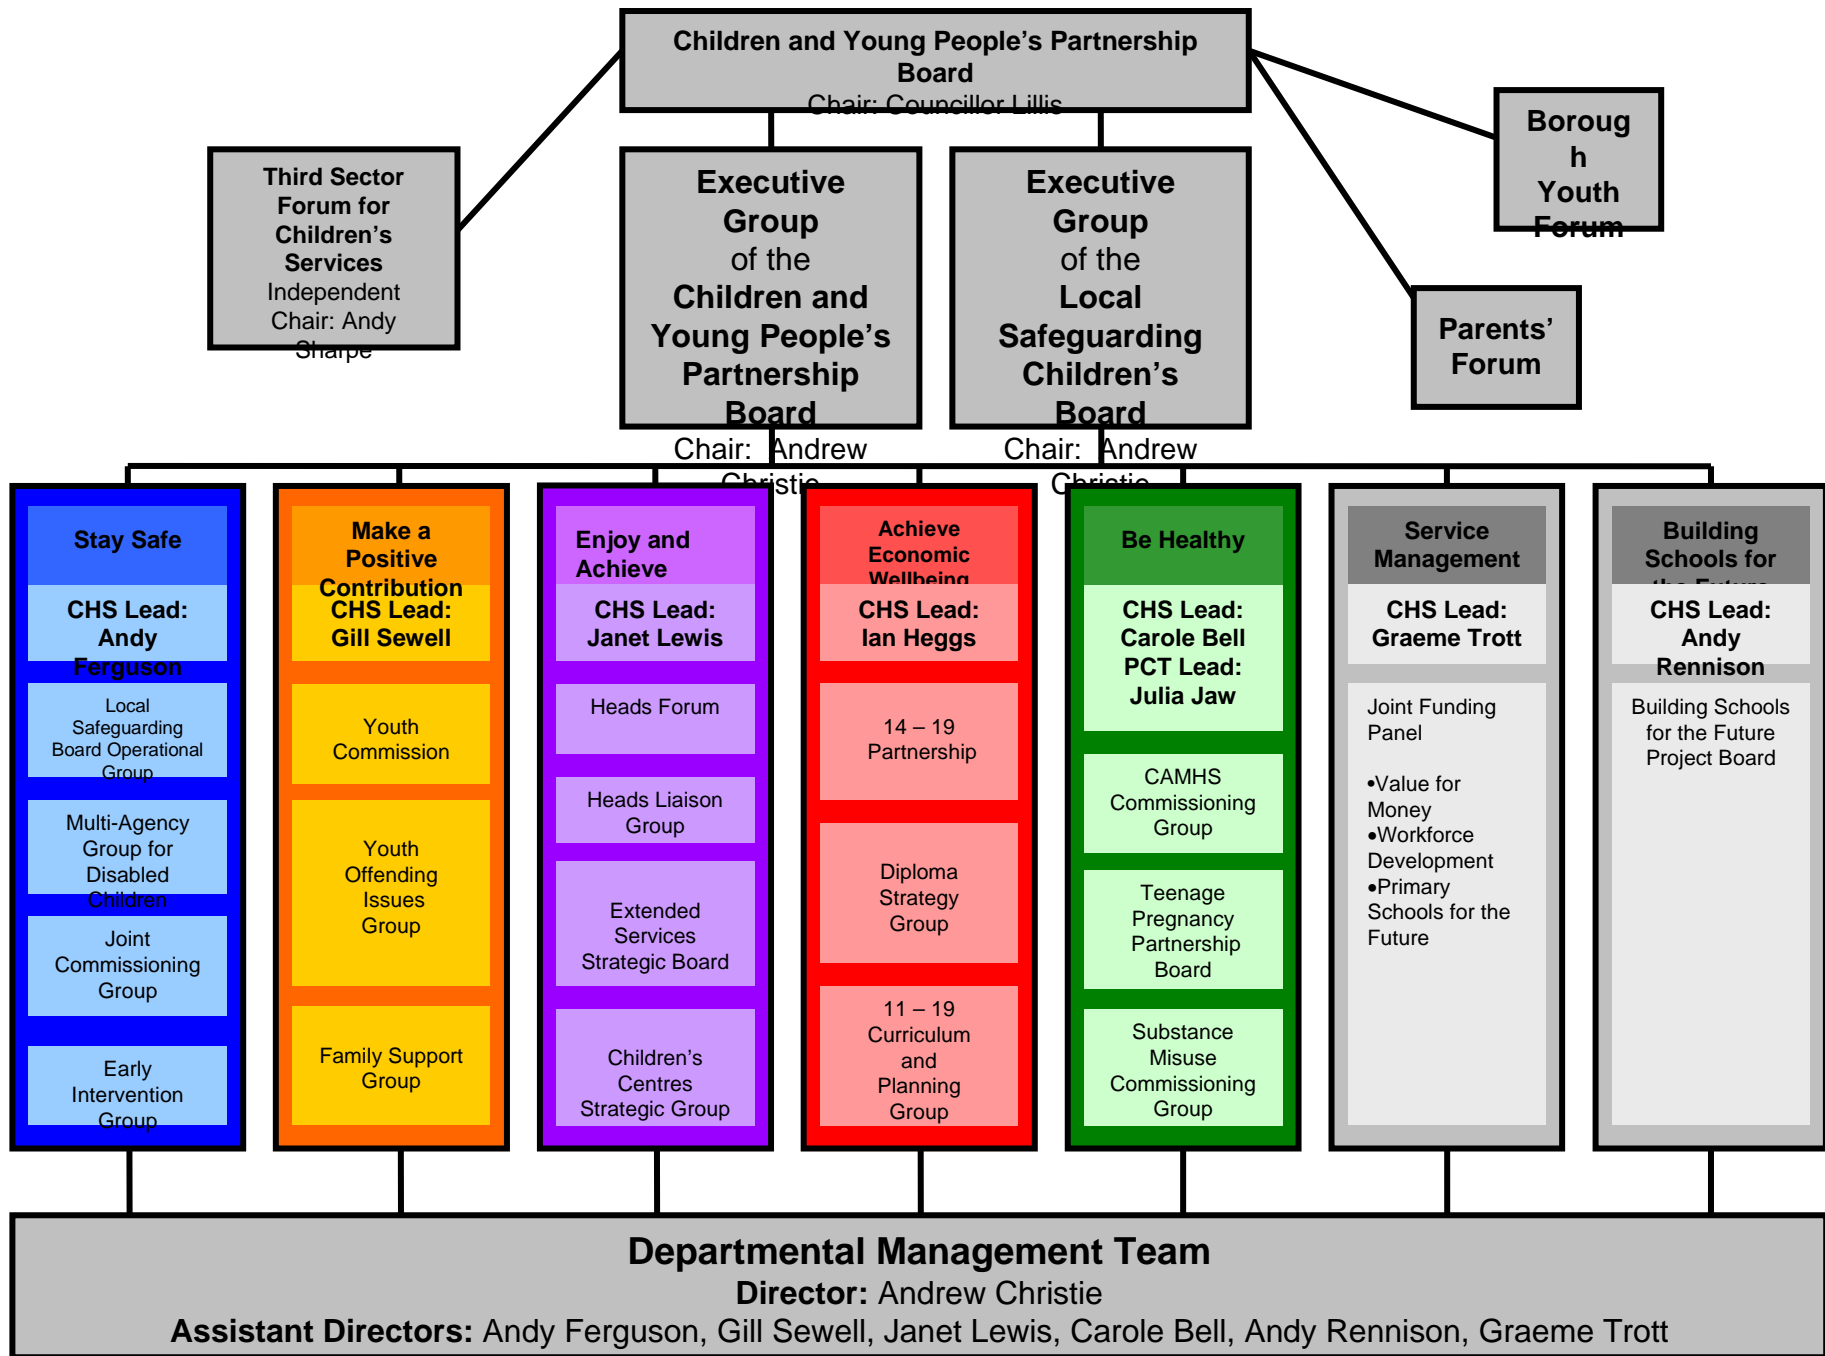 Children and Young People's Partnership
Board
Chair: Councillor Lillis
Third Sector
Forum for
Children's
Services
Independent
Chair: Andy
Sharpe
Executive
Group
of the
Children and
Young People's
Partnership
Board
Chair: Andrew
Christie
Executive
Group
of the
Local
Safeguarding
Children's
Board
Chair: Andrew
Christie
Boroug
h
Youth
Forum
Parents'
Forum
Stay Safe
CHS Lead:
Andy
Ferguson
Local
Safeguarding
Board Operational
Group
Multi-Agency
Group for
Disabled
Children
Joint
Commissioning
Group
Early
Intervention
Group
Make a
Positive
Contribution
CHS Lead:
Gill Sewell
Youth
Commission
Youth
Offending
Issues
Group
Family Support
Group
Enjoy and
Achieve
CHS Lead:
Janet Lewis
Heads Forum
Heads Liaison
Group
Extended
Services
Strategic Board
Children's
Centres
Strategic Group
Achieve
Economic
Wellbeing
CHS Lead:
Ian Heggs
14 – 19
Partnership
Diploma
Strategy
Group
11 – 19
Curriculum
and
Planning
Group
Be Healthy
CHS Lead:
Carole Bell
PCT Lead:
Julia Jaw
CAMHS
Commissioning
Group
Teenage
Pregnancy
Partnership
Board
Substance
Misuse
Commissioning
Group
Service
Management
CHS Lead:
Graeme Trott
Joint Funding
Panel
•Value for
Money
•Workforce
Development
•Primary
Schools for the
Future
Building
Schools for
the Future
CHS Lead:
Andy
Rennison
Building Schools
for the Future
Project Board
Departmental Management Team
Director: Andrew Christie
Assistant Directors: Andy Ferguson, Gill Sewell, Janet Lewis, Carole Bell, Andy Rennison, Graeme Trott